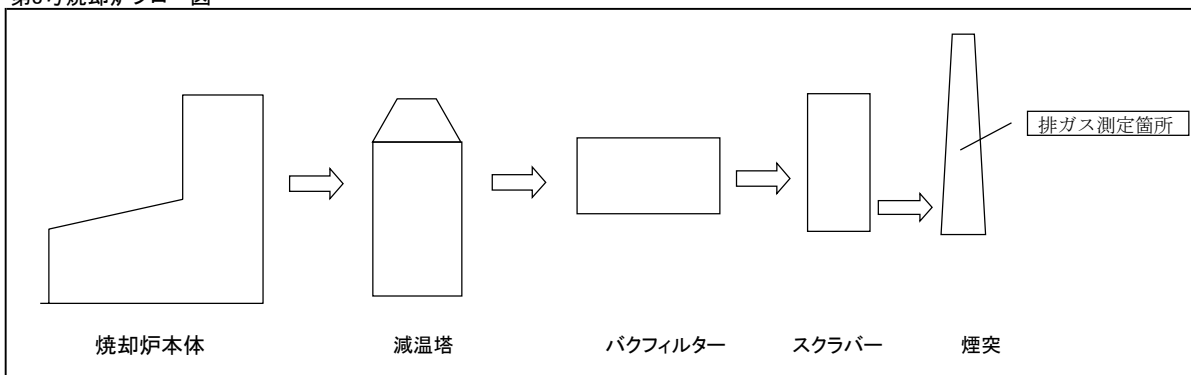 排ガス測定箇所
焼却炉本体
減温塔
バクフィルター
スクラバー
煙突